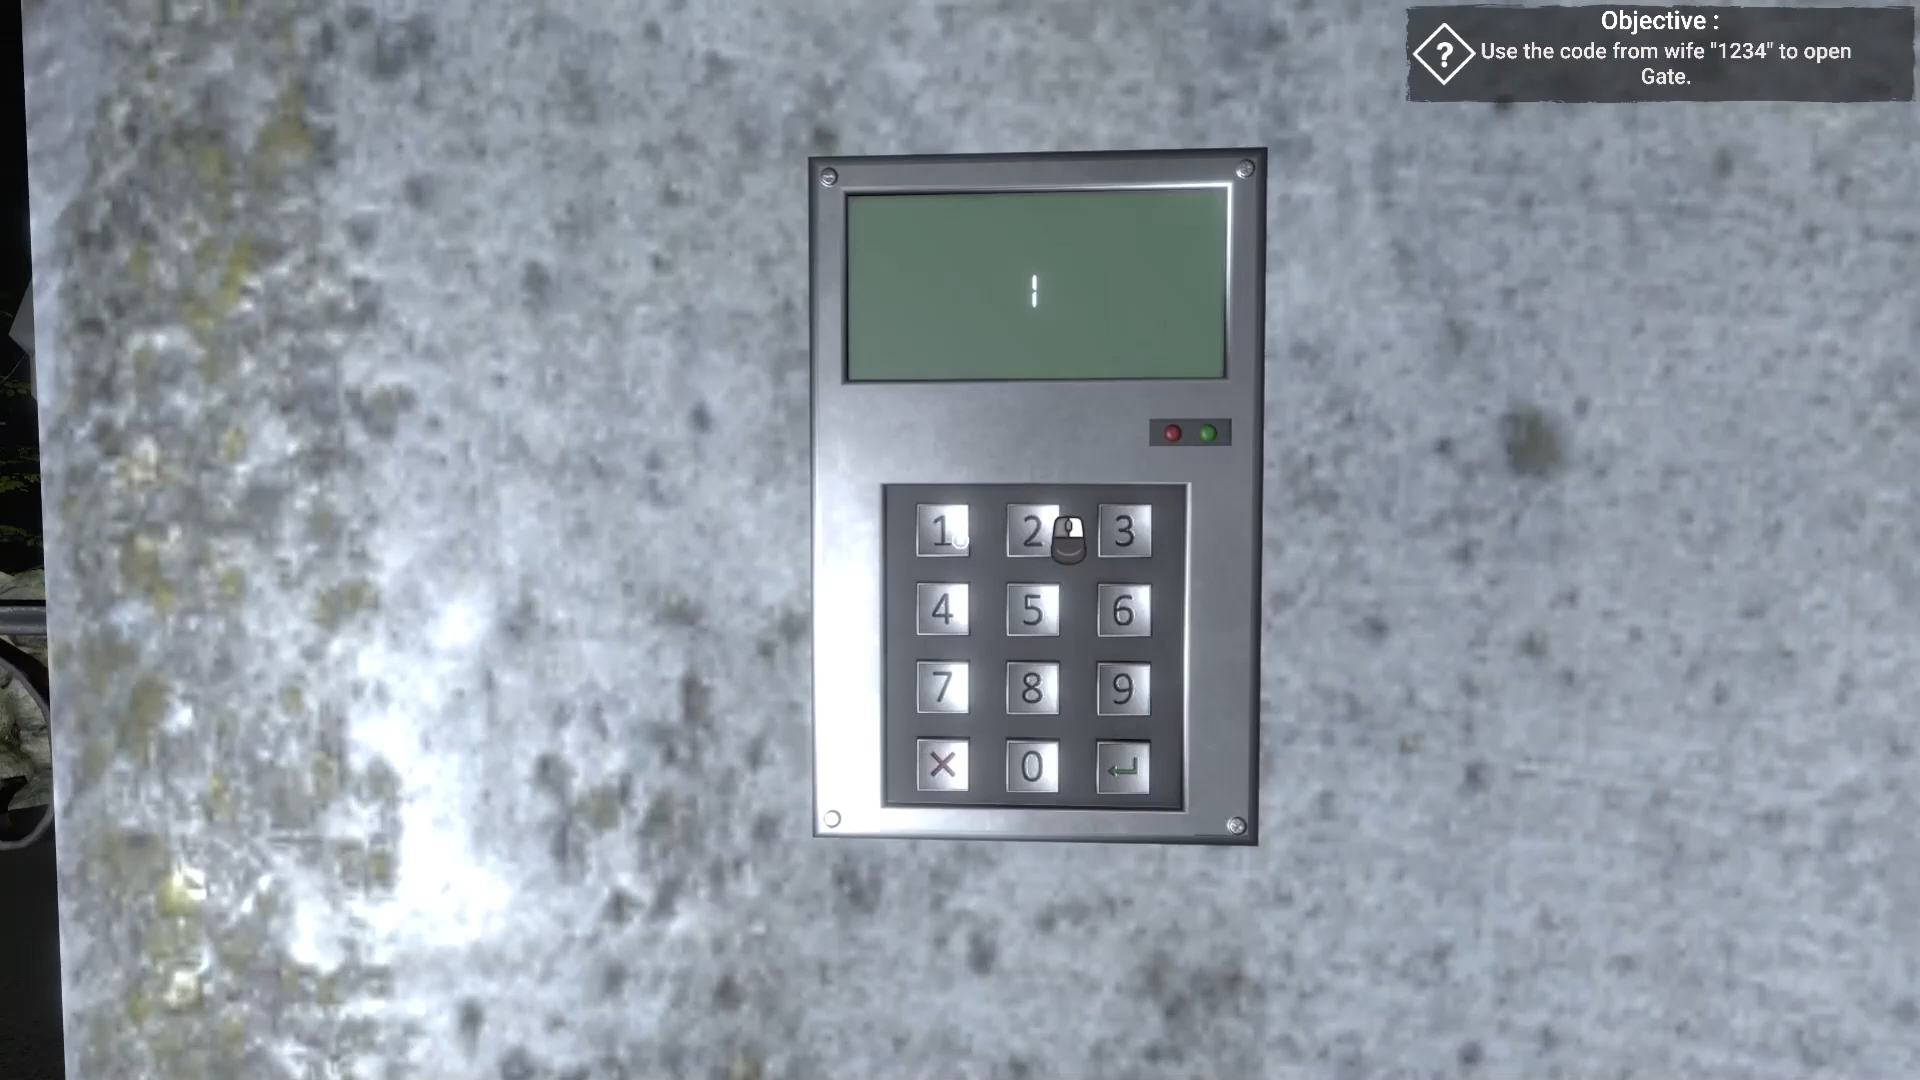 Objective :
? Use the code from wife "1234" to open
Gate.
1
1 2 3
4 5 6
7 8 9
X 0 ↵